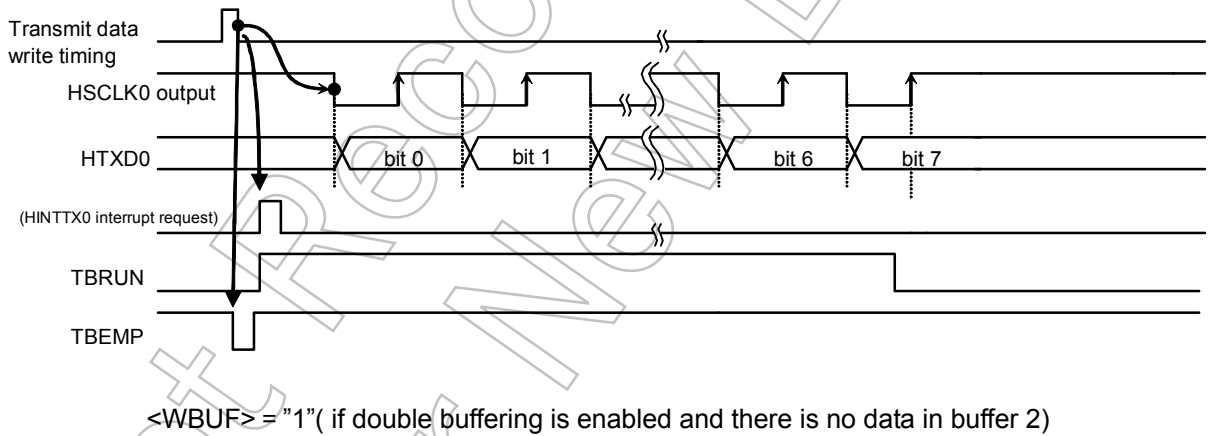 Transmit data
write timing
HSCLK0 output
HTXD0
bit 0 bit 1 bit 6 bit 7
(HINTTX0 interrupt request)
TBRUN
TBEMP
<WBUF> = ”1”( if double buffering is enabled and there is no data in buffer 2)